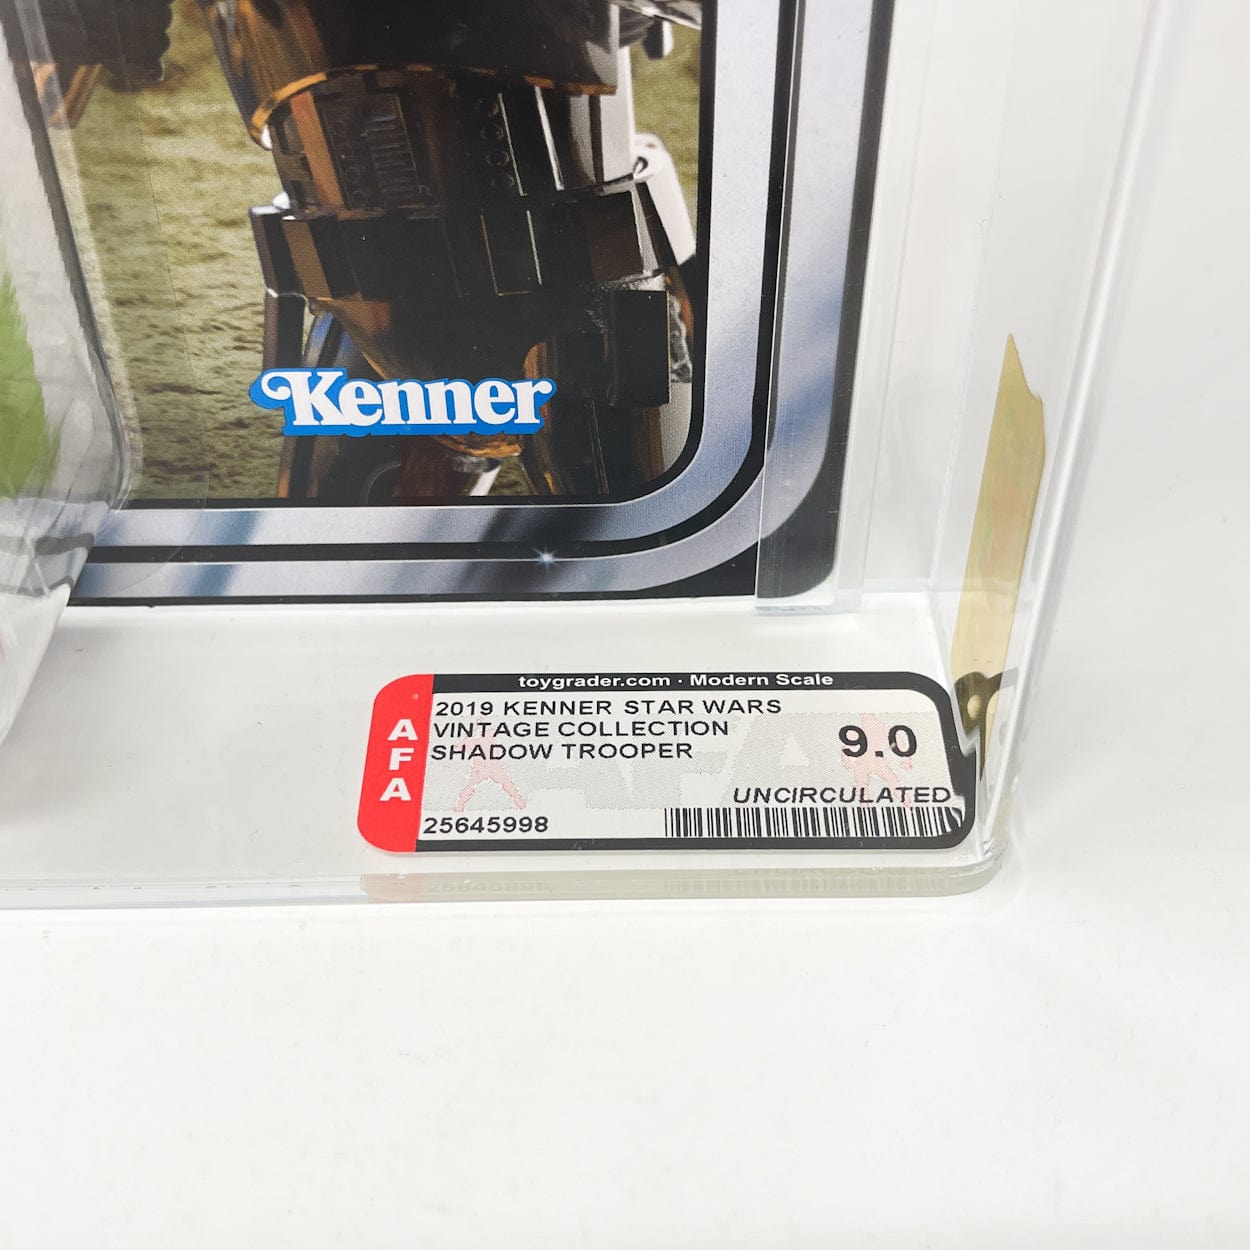 Kenner
toygrader.com · Modern Scale
AFA
2019 KENNER STAR WARS
VINTAGE COLLECTION
SHADOW TROOPER
9.0
UNCIRCULATED
25645998